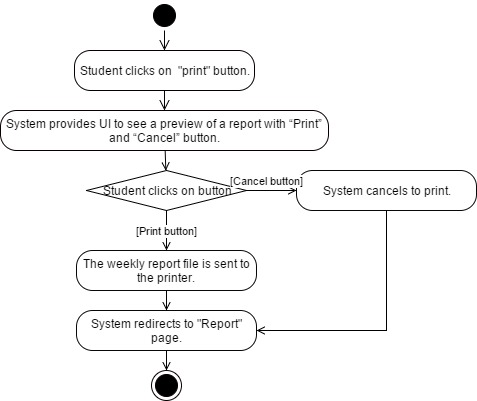 Student clicks on  "print" button.
System provides UI to see a preview of a report with “Print”
and “Cancel” button.
Student clicks on button
[Cancel button]
System cancels to print.
[Print button]
The weekly report file is sent to
the printer.
System redirects to "Report"
page.